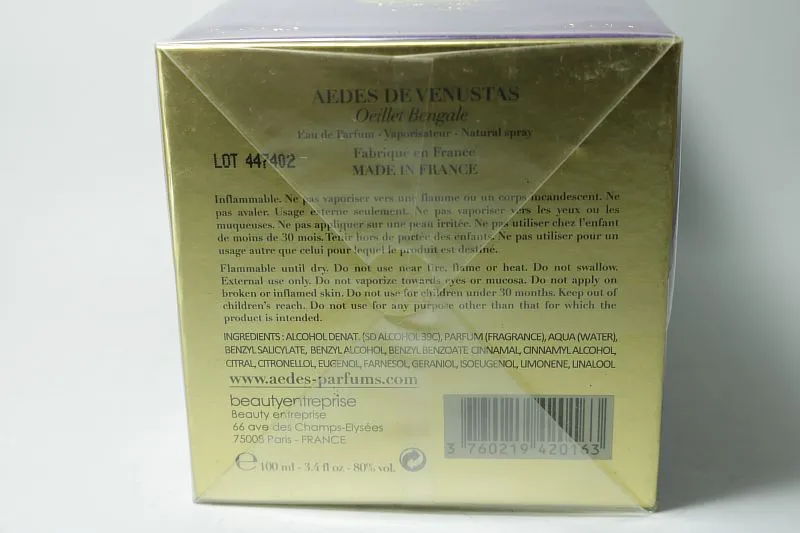 AEDES DE VENUSTAS
Oeillet Bengale
Eau de Parfum - Vaporisateur - Natural spray
Fabriqué en France
MADE IN FRANCE
LOT 447402
Inflammable. Ne pas vaporiser vers une flamme ou un corps incandescent. Ne
pas avaler. Usage externe seulement. Ne pas vaporiser vers les yeux ou les
muqueuses. Ne pas appliquer sur une peau irritée. Ne pas utiliser chez l'enfant
de moins de 30 mois. Tenir hors de portée des enfants. Ne pas utiliser pour un
usage autre que celui pour lequel le produit est destiné.
Flammable until dry. Do not use near fire, flame or heat. Do not swallow.
External use only. Do not vaporize towards eyes or mucosa. Do not apply on
broken or inflamed skin. Do not use for children under 30 months. Keep out of
children's reach. Do not use for any purpose other than that for which the
product is intended.
INGREDIENTS : ALCOHOL DENAT. (SD ALCOHOL 39C), PARFUM (FRAGRANCE), AQUA (WATER),
BENZYL SALICYLATE, BENZYL ALCOHOL, BENZYL BENZOATE CINNAMAL, CINNAMYL ALCOHOL,
CITRAL, CITRONELLOL, EUGENOL, FARNESOL, GERANIOL, ISOEUGENOL, LIMONENE, LINALOOL
www.aedes-parfums.com
beautyentreprise
Beauty entreprise
66 ave des Champs-Elysées
75008 Paris - FRANCE
3 760219 420163
e 100 ml - 3.4 fl oz - 80% vol.